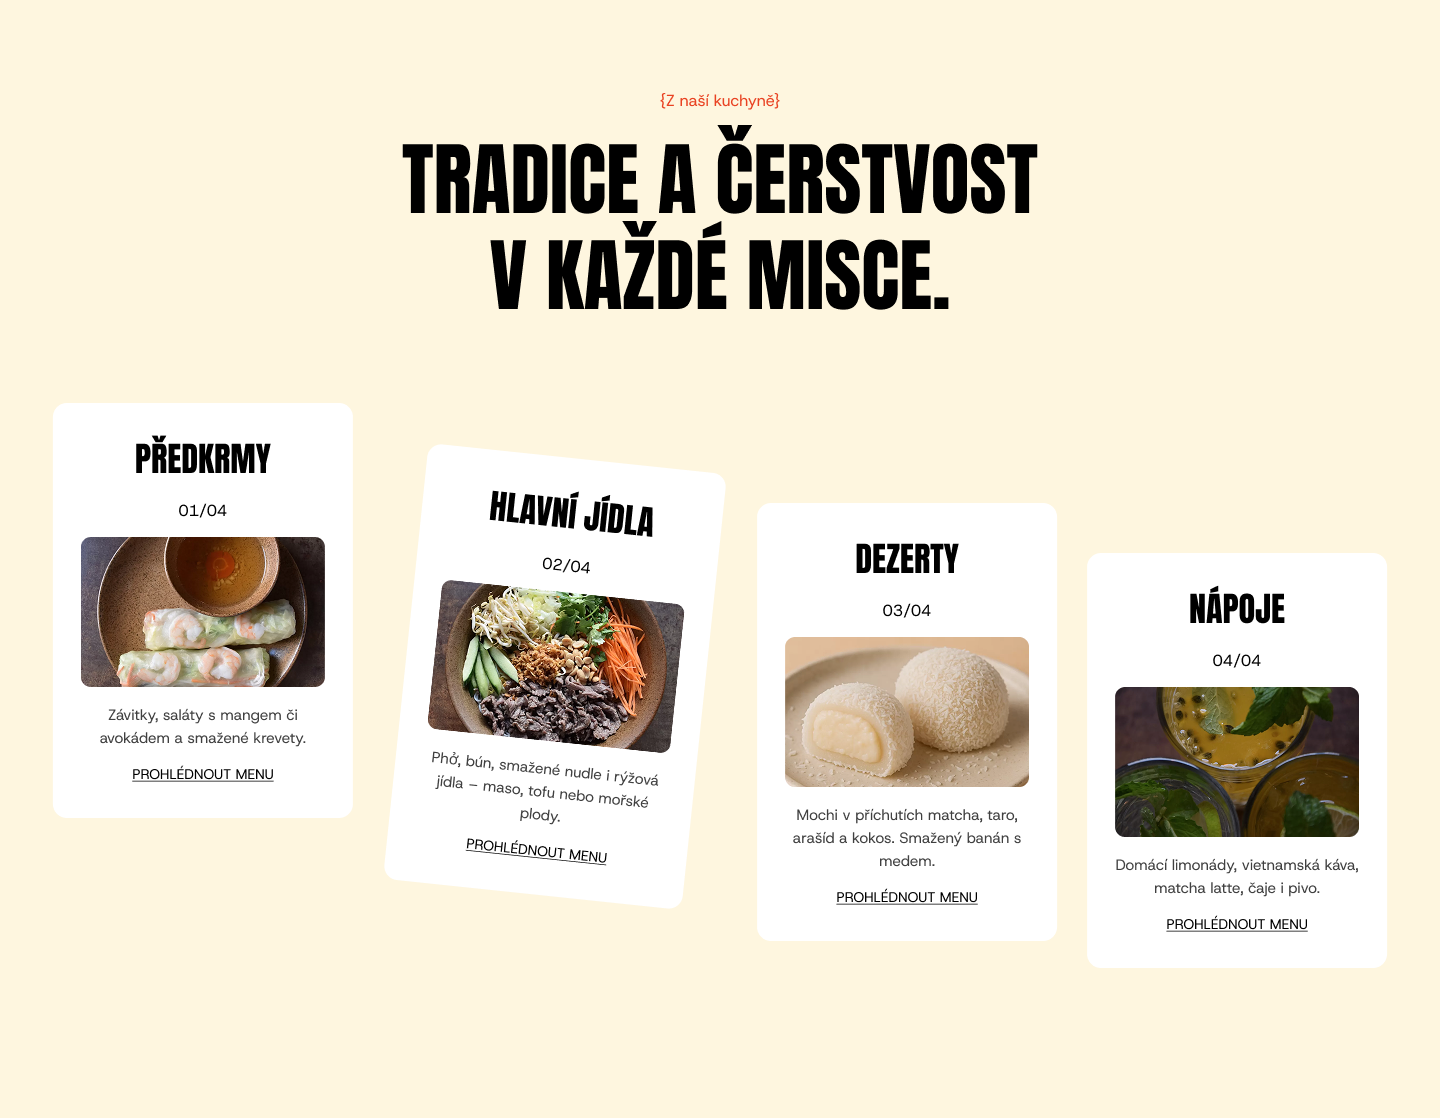 {Z naší kuchyně}
TRADICE A ČERSTVOST
V KAŽDÉ MISCE.
PŘEDKRMY
01/04
Závitky, saláty s mangem či
avokádem a smažené krevety.
PROHLÉDNOUT MENU
HLAVNÍ JÍDLA
02/04
Phở, bún, smažené nudle i rýžová
jídla – maso, tofu nebo mořské
plody.
PROHLÉDNOUT MENU
DEZERTY
03/04
Mochi v příchutích matcha, taro,
arašíd a kokos. Smažený banán s
medem.
PROHLÉDNOUT MENU
NÁPOJE
04/04
Domácí limonády, vietnamská káva,
matcha latte, čaje i pivo.
PROHLÉDNOUT MENU